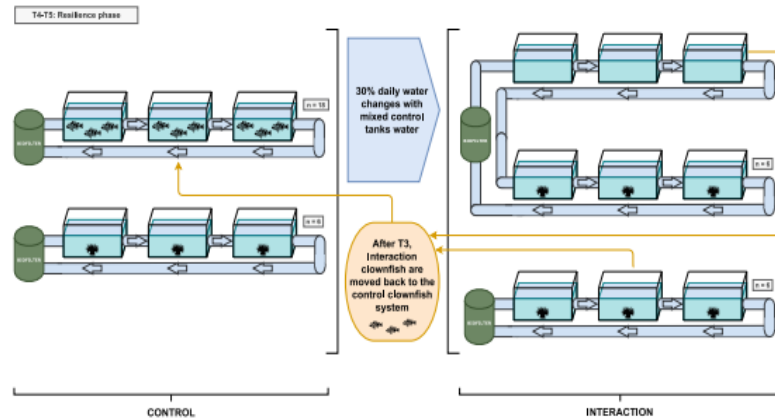 T4-T5: Resilience phase
n = 18
BIOFILTER
n = 6
BIOFILTER
30% daily water
changes with
mixed control
tanks water
After T3,
interaction
clownfish are
moved back to the
control clownfish
system
BIOFILTER
n = 6
n = 6
BIOFILTER
CONTROL
INTERACTION